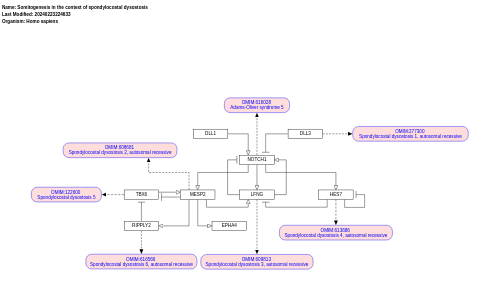 Name: Somitogenesis in the context of spondylocostal dysostosis
Last Modified: 20240223224633
Organism: Homo sapiens
OMIM:616028
Adams-Oliver syndrome 5
DLL1
DLL3
OMIM:277300
Spondylocostal dysostosis 1, autosomal recessive
OMIM:608681
Spondylocostal dysostosis 2, autosomal recessive
NOTCH1
OMIM:122600
Spondylocostal dysostosis 5
TBX6
MESP2
LFNG
HES7
RIPPLY2
EPHA4
OMIM:613686
Spondylocostal dysostosis 4, autosomal recessive
OMIM:616566
Spondylocostal dysostosis 6, autosomal recessive
OMIM:609813
Spondylocostal dysostosis 3, autosomal recessive